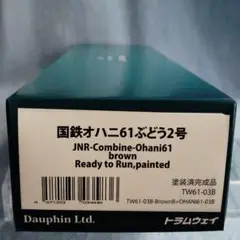 国鉄オハニ61ぶどう2号
JNR-Combine-Ohani61
brown
Ready to Run,painted
塗装済完成品
TW61-03B
TW61-03B-BrownB=OHANI61-03B
Dauphin Ltd.
トラムウェイ